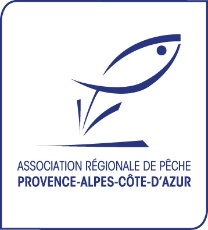 ASSOCIATION RÉGIONALE DE PÊCHE
PROVENCE-ALPES-CÔTE-D'AZUR